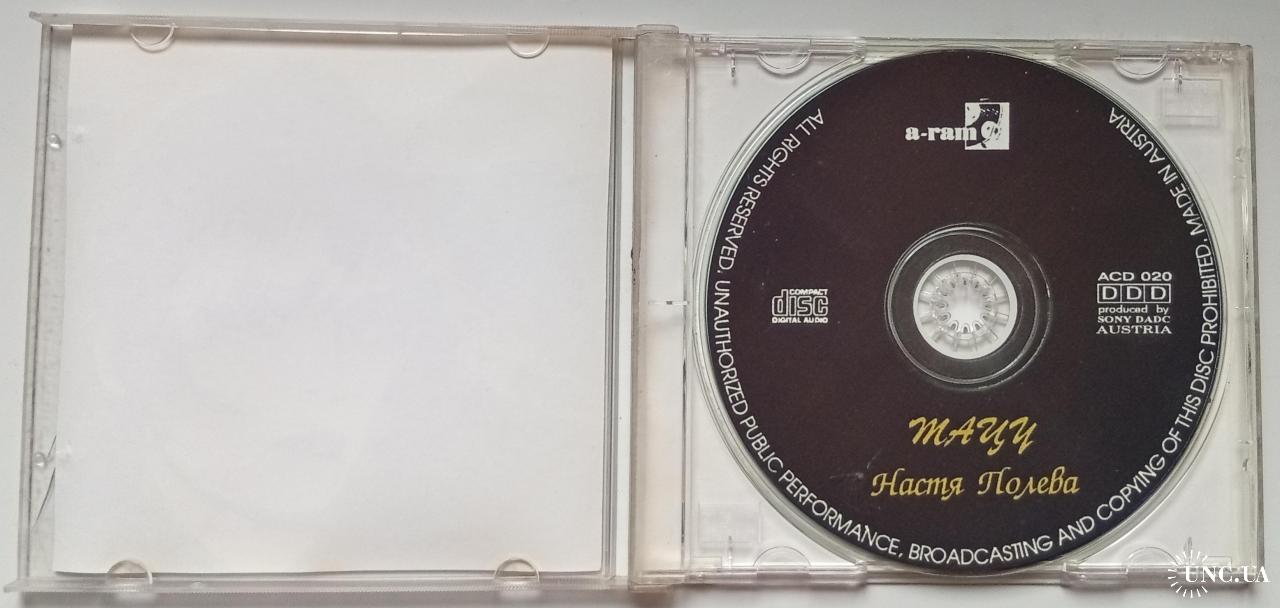 a-ram
COMPACT
disc
DIGITAL AUDIO
ACD 020
DDD
produced by
SONY DADC
AUSTRIA
ТАЦУ
Настя Полева
ALL RIGHTS RESERVED. UNAUTHORIZED PUBLIC PERFORMANCE, BROADCASTING AND COPYING OF THIS DISC PROHIBITED. MADE IN AUSTRIA
UNC.UA